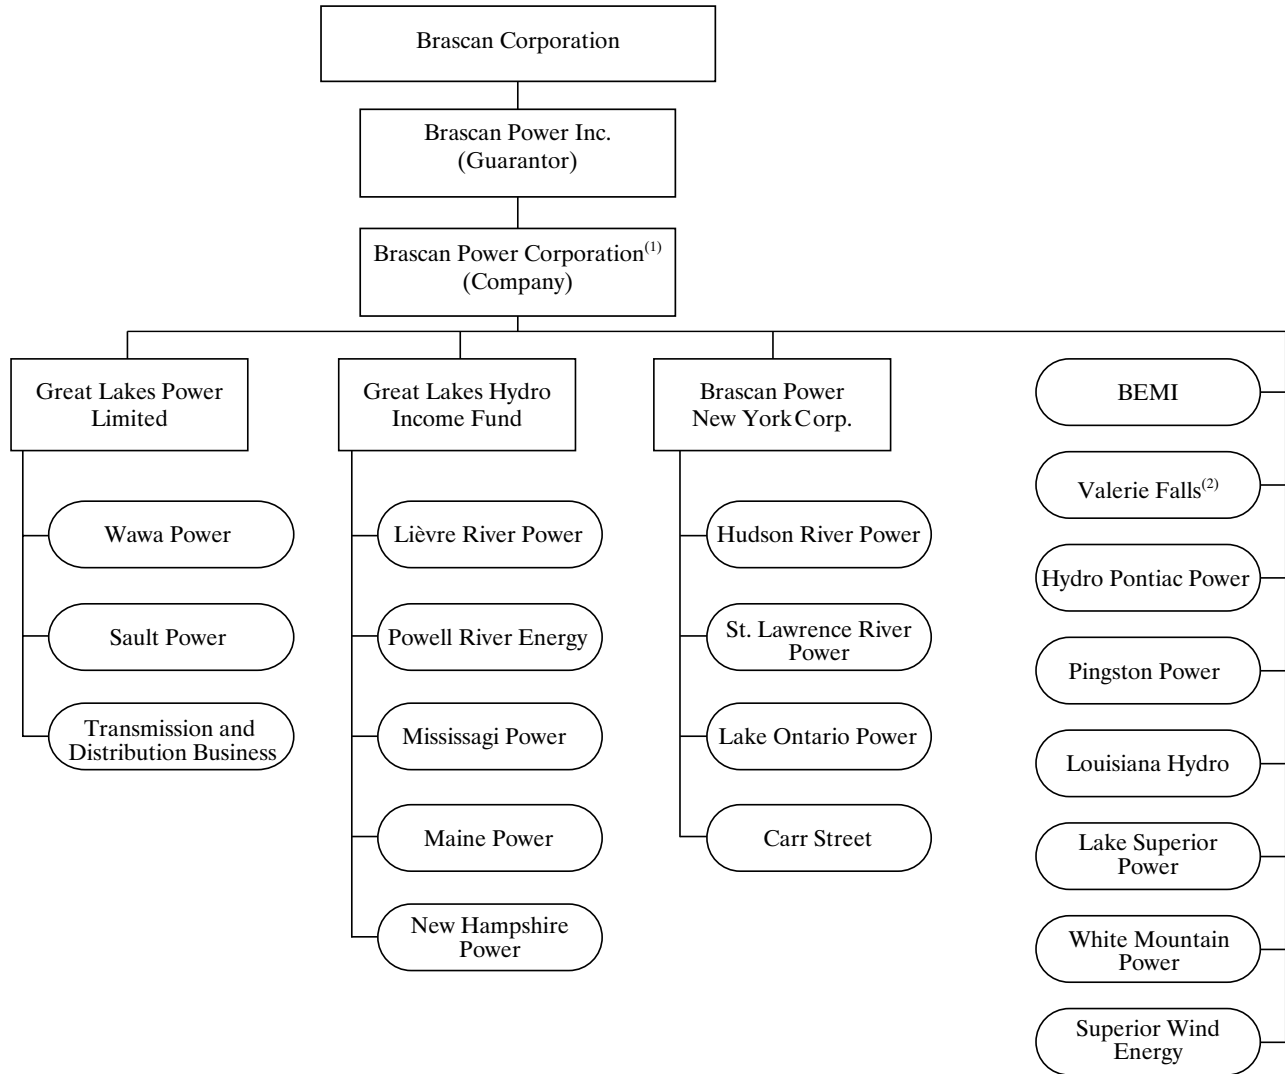 Brascan Corporation
Brascan Power Inc.
(Guarantor)
Brascan Power Corporation(1)
(Company)
Great Lakes Power
Limited
Wawa Power
Sault Power
Transmission and
Distribution Business
Great Lakes Hydro
Income Fund
Lièvre River Power
Powell River Energy
Mississagi Power
Maine Power
New Hampshire
Power
Brascan Power
New York Corp.
Hudson River Power
St. Lawrence River
Power
Lake Ontario Power
Carr Street
BEMI
Valerie Falls(2)
Hydro Pontiac Power
Pingston Power
Louisiana Hydro
Lake Superior
Power
White Mountain
Power
Superior Wind
Energy